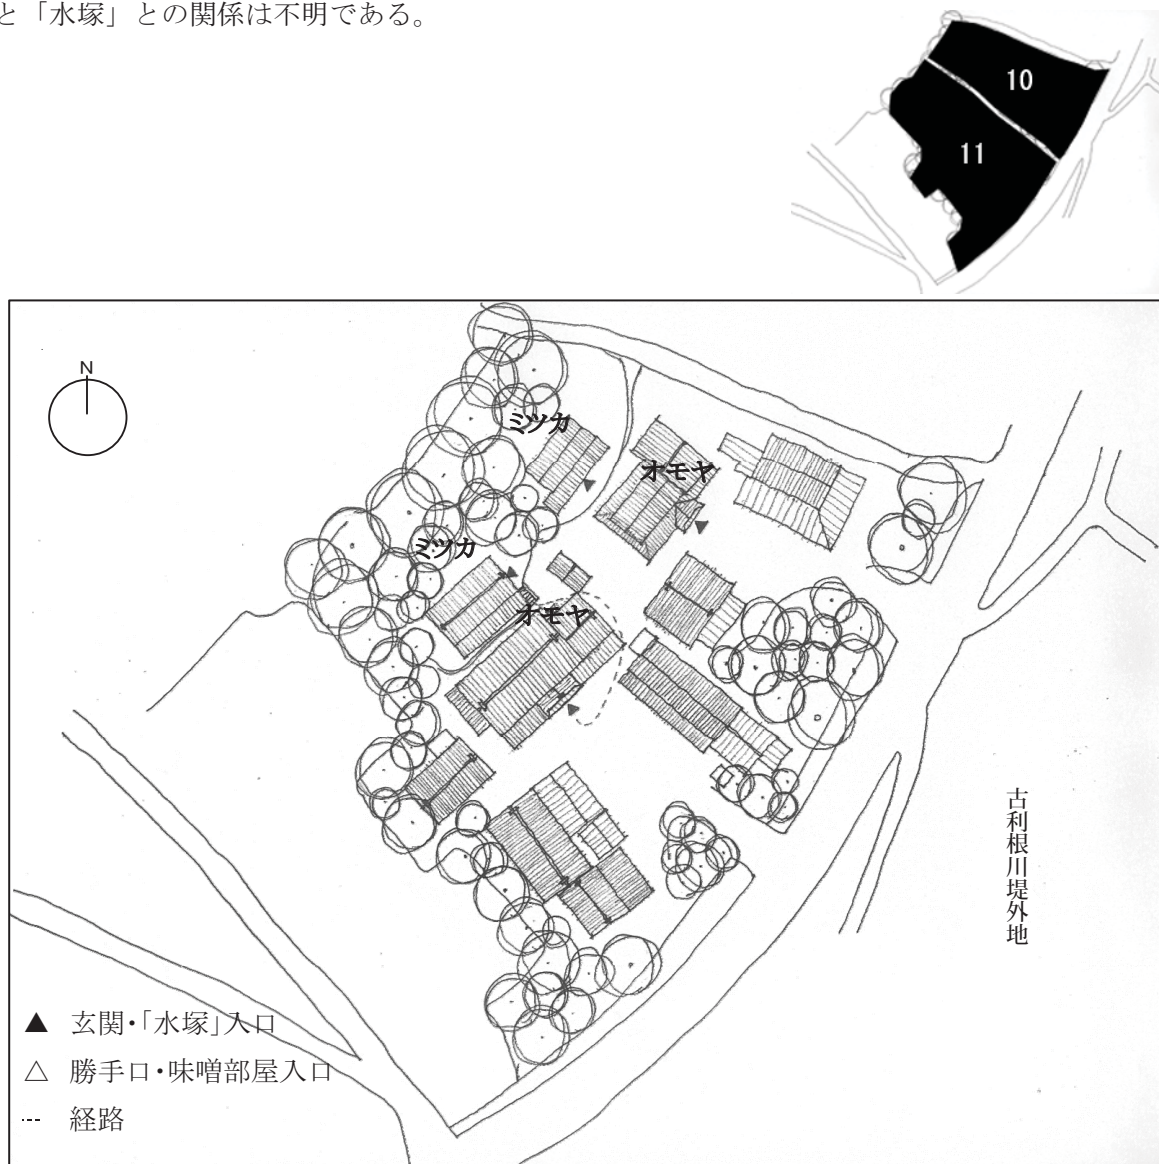 と「水塚」との関係は不明である。
10
11
N
ミヅカ
オモヤ
ミヅカ
オモヤ
古利根川堤外地
▲ 玄関・「水塚」入口
△ 勝手口・味噌部屋入口
--- 経路